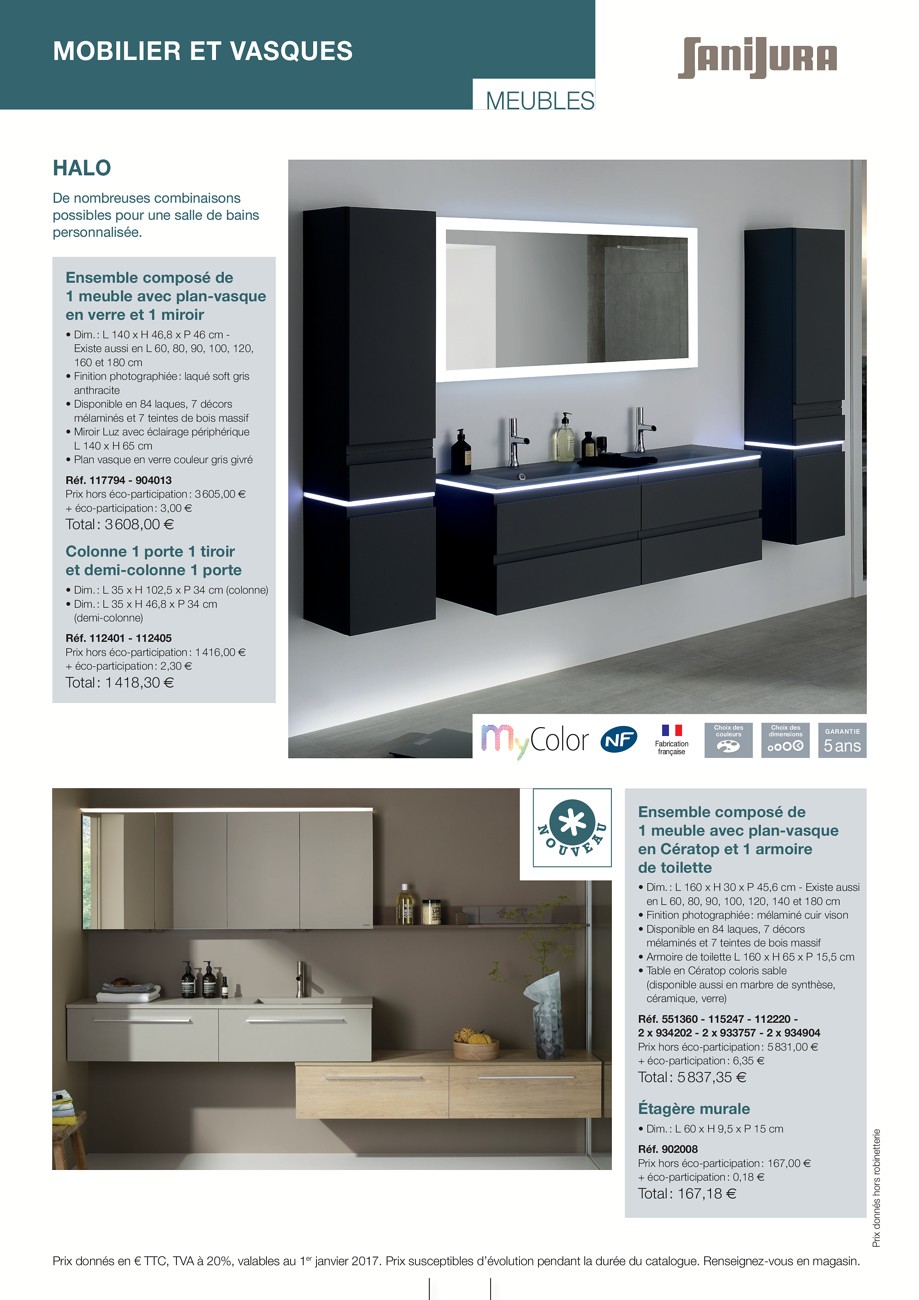 MOBILIER ET VASQUES
SANIJURA
MEUBLES
HALO
De nombreuses combinaisons
possibles pour une salle de bains
personnalisée.
Ensemble composé de
1 meuble avec plan-vasque
en verre et 1 miroir
• Dim. : L 140 x H 46,8 x P 46 cm -
Existe aussi en L 60, 80, 90, 100, 120,
160 et 180 cm
• Finition photographiée : laqué soft gris
anthracite
• Disponible en 84 laques, 7 décors
mélaminés et 7 teintes de bois massif
• Miroir Luz avec éclairage périphérique
L 140 x H 65 cm
• Plan vasque en verre couleur gris givré
Réf. 117794 - 904013
Prix hors éco-participation : 3 605,00 €
+ éco-participation : 3,00 €
Total : 3 608,00 €
Colonne 1 porte 1 tiroir
et demi-colonne 1 porte
• Dim. : L 35 x H 102,5 x P 34 cm (colonne)
• Dim. : L 35 x H 46,8 x P 34 cm
(demi-colonne)
Réf. 112401 - 112405
Prix hors éco-participation : 1 416,00 €
+ éco-participation : 2,30 €
Total : 1 418,30 €
myColor
NF
Fabrication
française
Choix des
couleurs
Choix des
dimensions
GARANTIE
5 ans
NOUVEAU
Ensemble composé de
1 meuble avec plan-vasque
en Cératop et 1 armoire
de toilette
• Dim. : L 160 x H 30 x P 45,6 cm - Existe aussi
en L 60, 80, 90, 100, 120, 140 et 180 cm
• Finition photographiée : mélaminé cuir vison
• Disponible en 84 laques, 7 décors
mélaminés et 7 teintes de bois massif
• Armoire de toilette L 160 x H 65 x P 15,5 cm
• Table en Cératop coloris sable
(disponible aussi en marbre de synthèse,
céramique, verre)
Réf. 551360 - 115247 - 112220 -
2 x 934202 - 2 x 933757 - 2 x 934904
Prix hors éco-participation : 5 831,00 €
+ éco-participation : 6,35 €
Total : 5 837,35 €
Étagère murale
• Dim. : L 60 x H 9,5 x P 15 cm
Réf. 902008
Prix hors éco-participation : 167,00 €
+ éco-participation : 0,18 €
Total : 167,18 €
Prix donnés hors robinetterie
Prix donnés en € TTC, TVA à 20%, valables au 1er janvier 2017. Prix susceptibles d'évolution pendant la durée du catalogue. Renseignez-vous en magasin.